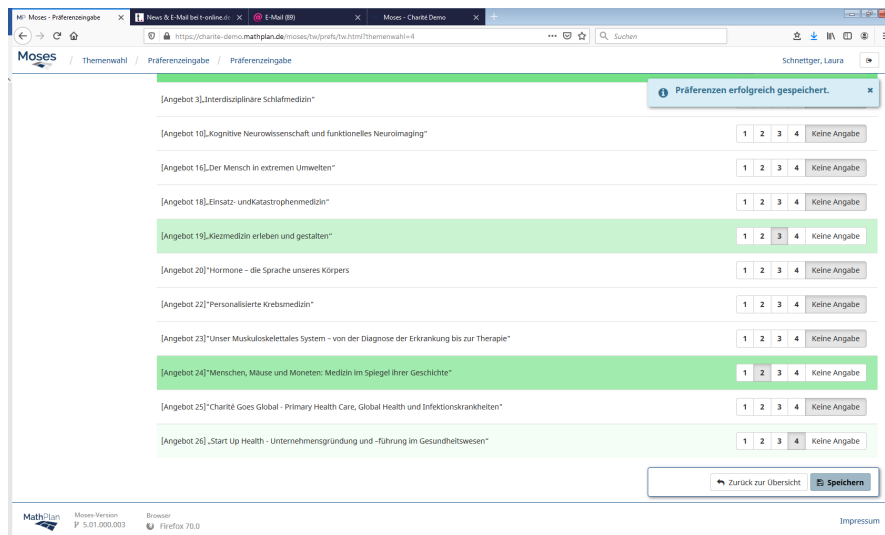 MP Moses - Präferenzeingabe
News & E-Mail bei t-online.de
E-Mail (89)
Moses - Charité Demo
https://charite-demo.mathplan.de/moses/tw/prefs/tw.html?themenwahl=4
Suchen
Moses / Themenwahl / Präferenzeingabe / Präferenzeingabe
Schnettger, Laura
Präferenzen erfolgreich gespeichert.
[Angebot 3]„Interdisziplinäre Schlafmedizin"
[Angebot 10]„Kognitive Neurowissenschaft und funktionelles Neuroimaging" 1 2 3 4 Keine Angabe
[Angebot 16]„Der Mensch in extremen Umwelten" 1 2 3 4 Keine Angabe
[Angebot 18]„Einsatz- undKatastrophenmedizin" 1 2 3 4 Keine Angabe
[Angebot 19]„Kiezmedizin erleben und gestalten" 1 2 3 4 Keine Angabe
[Angebot 20]"Hormone – die Sprache unseres Körpers 1 2 3 4 Keine Angabe
[Angebot 22]"Personalisierte Krebsmedizin" 1 2 3 4 Keine Angabe
[Angebot 23]"Unser Muskuloskelettales System – von der Diagnose der Erkrankung bis zur Therapie" 1 2 3 4 Keine Angabe
[Angebot 24]"Menschen, Mäuse und Moneten: Medizin im Spiegel ihrer Geschichte" 1 2 3 4 Keine Angabe
[Angebot 25]"Charité Goes Global - Primary Health Care, Global Health und Infektionskrankheiten" 1 2 3 4 Keine Angabe
[Angebot 26] „Start Up Health - Unternehmensgründung und –führung im Gesundheitswesen" 1 2 3 4 Keine Angabe
Zurück zur Übersicht Speichern
MathPlan
Moses-Version
5.01.000.003
Browser
Firefox 70.0
Impressum